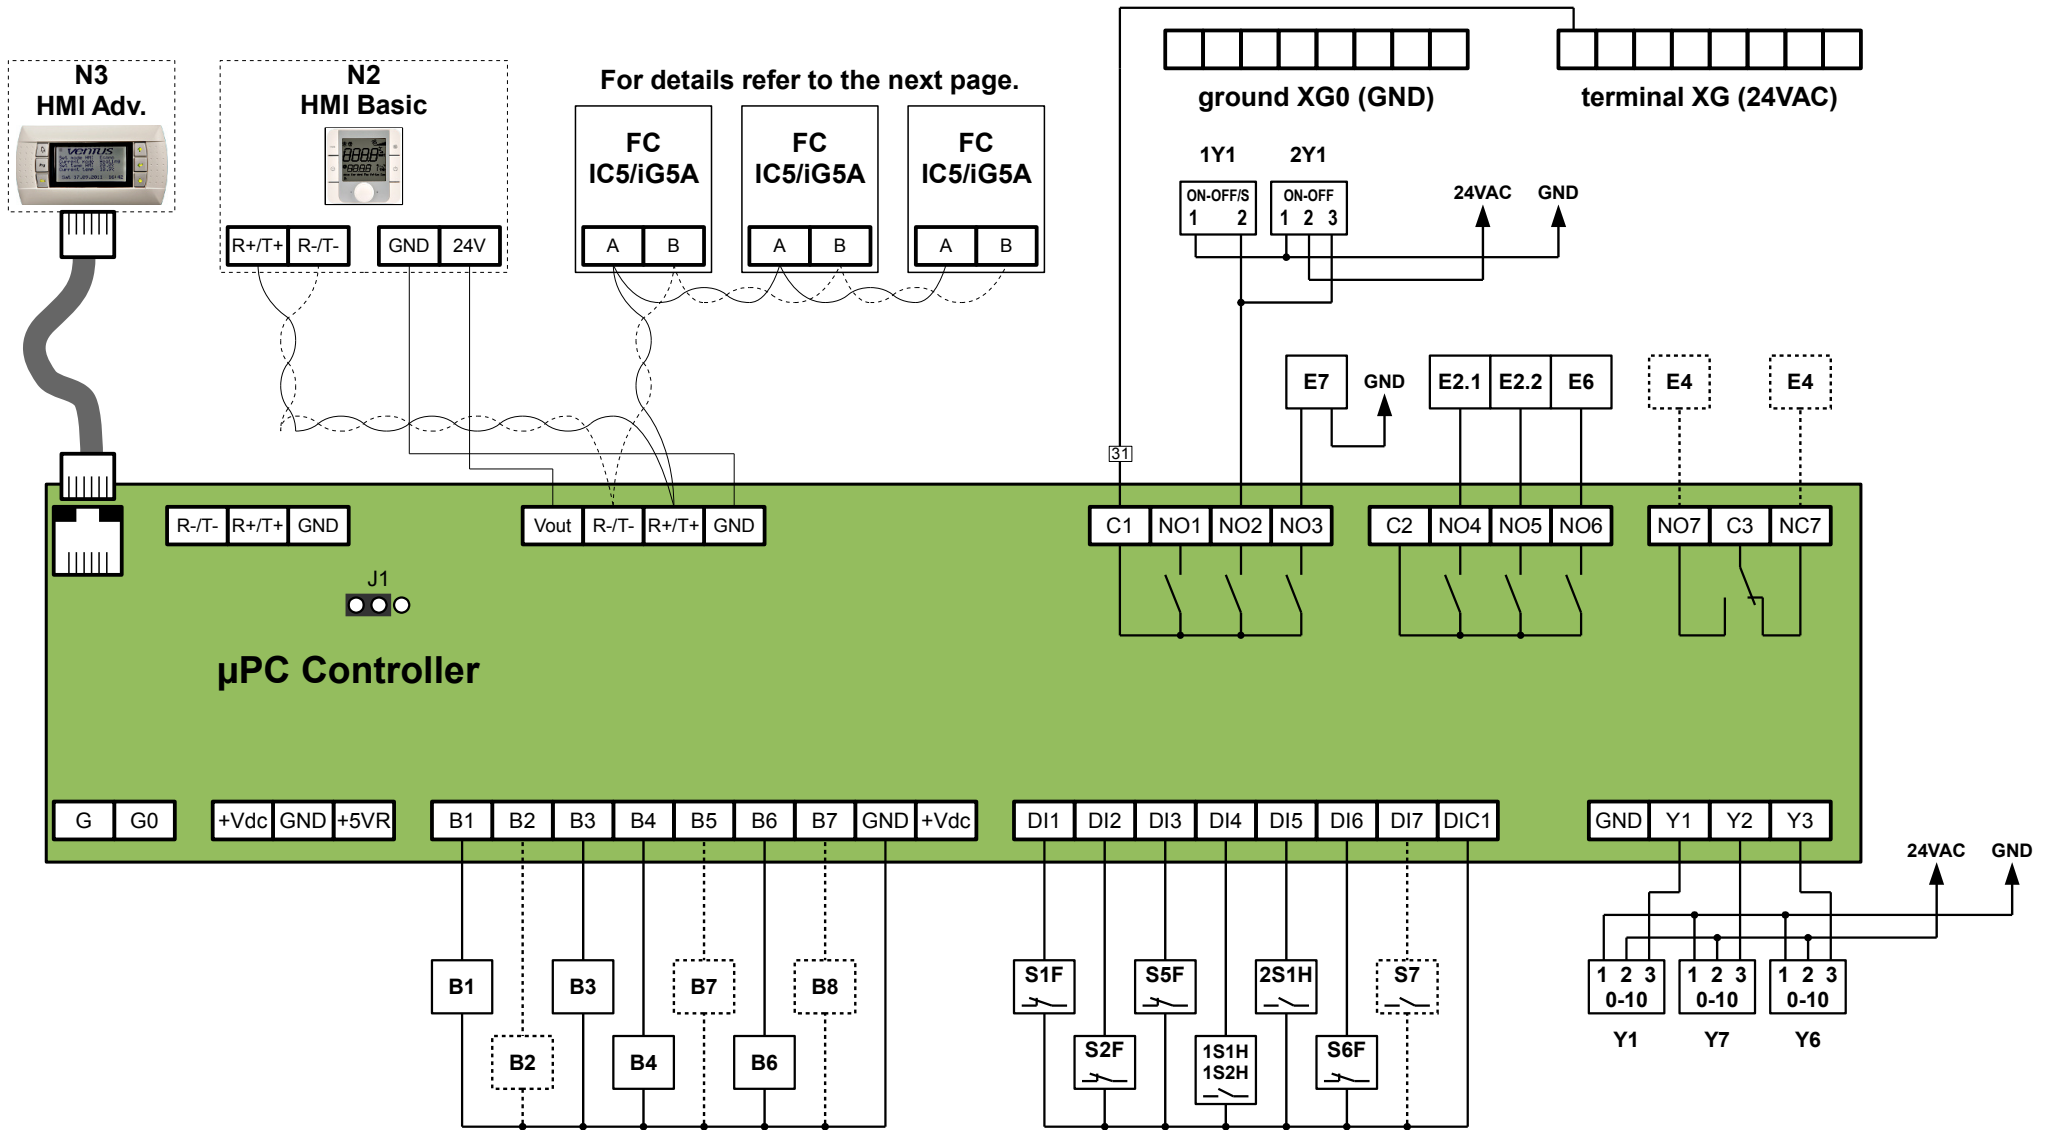 N3
HMI Adv.
VENTUS
N2
HMI Basic
R+/T+ R-/T- GND 24V
For details refer to the next page.
FC
IC5/iG5A
A B
FC
IC5/iG5A
A B
FC
IC5/iG5A
A B
ground XG0 (GND)
terminal XG (24VAC)
1Y1 2Y1
ON-OFF/S
1 2
ON-OFF
1 2 3
24VAC GND
E7 GND
E2.1 E2.2 E6
E4 E4
31
R-/T- R+/T+ GND
Vout R-/T- R+/T+ GND
C1 NO1 NO2 NO3
C2 NO4 NO5 NO6
NO7 C3 NC7
J1
µPC Controller
G G0
+Vdc GND +5VR
B1 B2 B3 B4 B5 B6 B7 GND +Vdc
DI1 DI2 DI3 DI4 DI5 DI6 DI7 DIC1
GND Y1 Y2 Y3
24VAC GND
B1 B3 B7 B8
B2 B4 B6
S1F S5F 2S1H S7
S2F 1S1H
1S2H
S6F
1 2 3
0-10
1 2 3
0-10
1 2 3
0-10
Y1 Y7 Y6